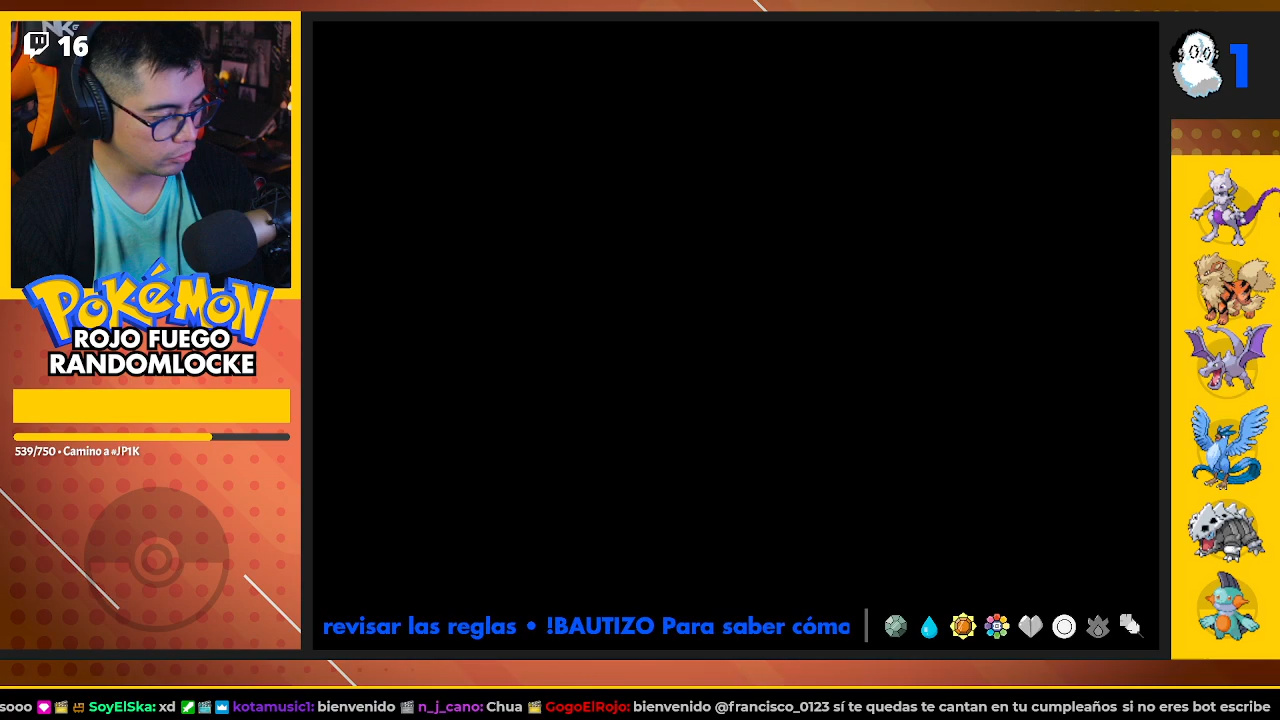 16
1
POKéMON
ROJO FUEGO
RANDOMLOCKE
539/750 • Camino a #JP1K
revisar las reglas • !BAUTIZO Para saber cómo
sooo SoyElSka: xd kotamusic1: bienvenido n_j_cano: Chua GogoElRojo: bienvenido @francisco_0123 sí te quedas te cantan en tu cumpleaños si no eres bot escribe